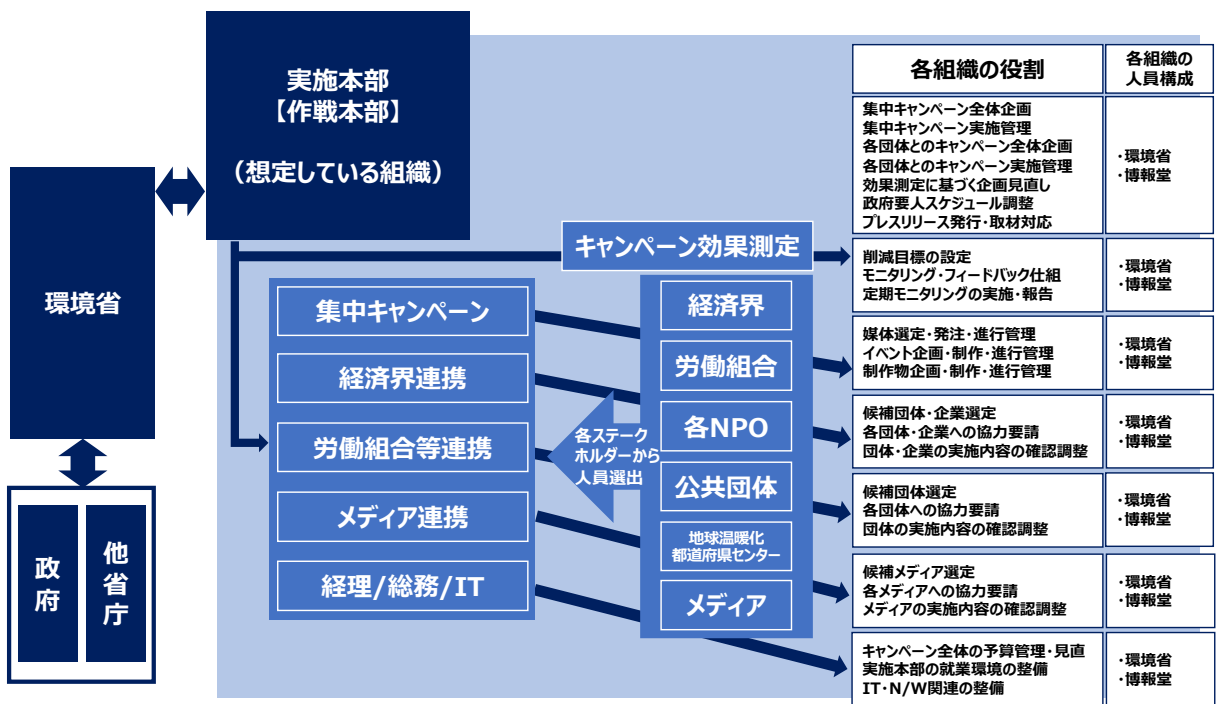 実施本部
【作戦本部】
（想定している組織）
環境省
政府
他省庁
キャンペーン効果測定
集中キャンペーン
経済界連携
労働組合等連携
メディア連携
経理/総務/IT
各ステーク
ホルダーから
人員選出
経済界
労働組合
各NPO
公共団体
地球温暖化
都道府県センター
メディア
各組織の役割
各組織の
人員構成
集中キャンペーン全体企画
集中キャンペーン実施管理
各団体とのキャンペーン全体企画
各団体とのキャンペーン実施管理
効果測定に基づく企画見直し
政府要人スケジュール調整
プレスリリース発行・取材対応
・環境省
・博報堂
削減目標の設定
モニタリング・フィードバック仕組
定期モニタリングの実施・報告
・環境省
・博報堂
媒体選定・発注・進行管理
イベント企画・制作・進行管理
制作物企画・制作・進行管理
・環境省
・博報堂
候補団体・企業選定
各団体・企業への協力要請
団体・企業の実施内容の確認調整
・環境省
・博報堂
候補団体選定
各団体への協力要請
団体の実施内容の確認調整
・環境省
・博報堂
候補メディア選定
各メディアへの協力要請
メディアの実施内容の確認調整
・環境省
・博報堂
キャンペーン全体の予算管理・見直
実施本部の就業環境の整備
IT・N/W関連の整備
・環境省
・博報堂